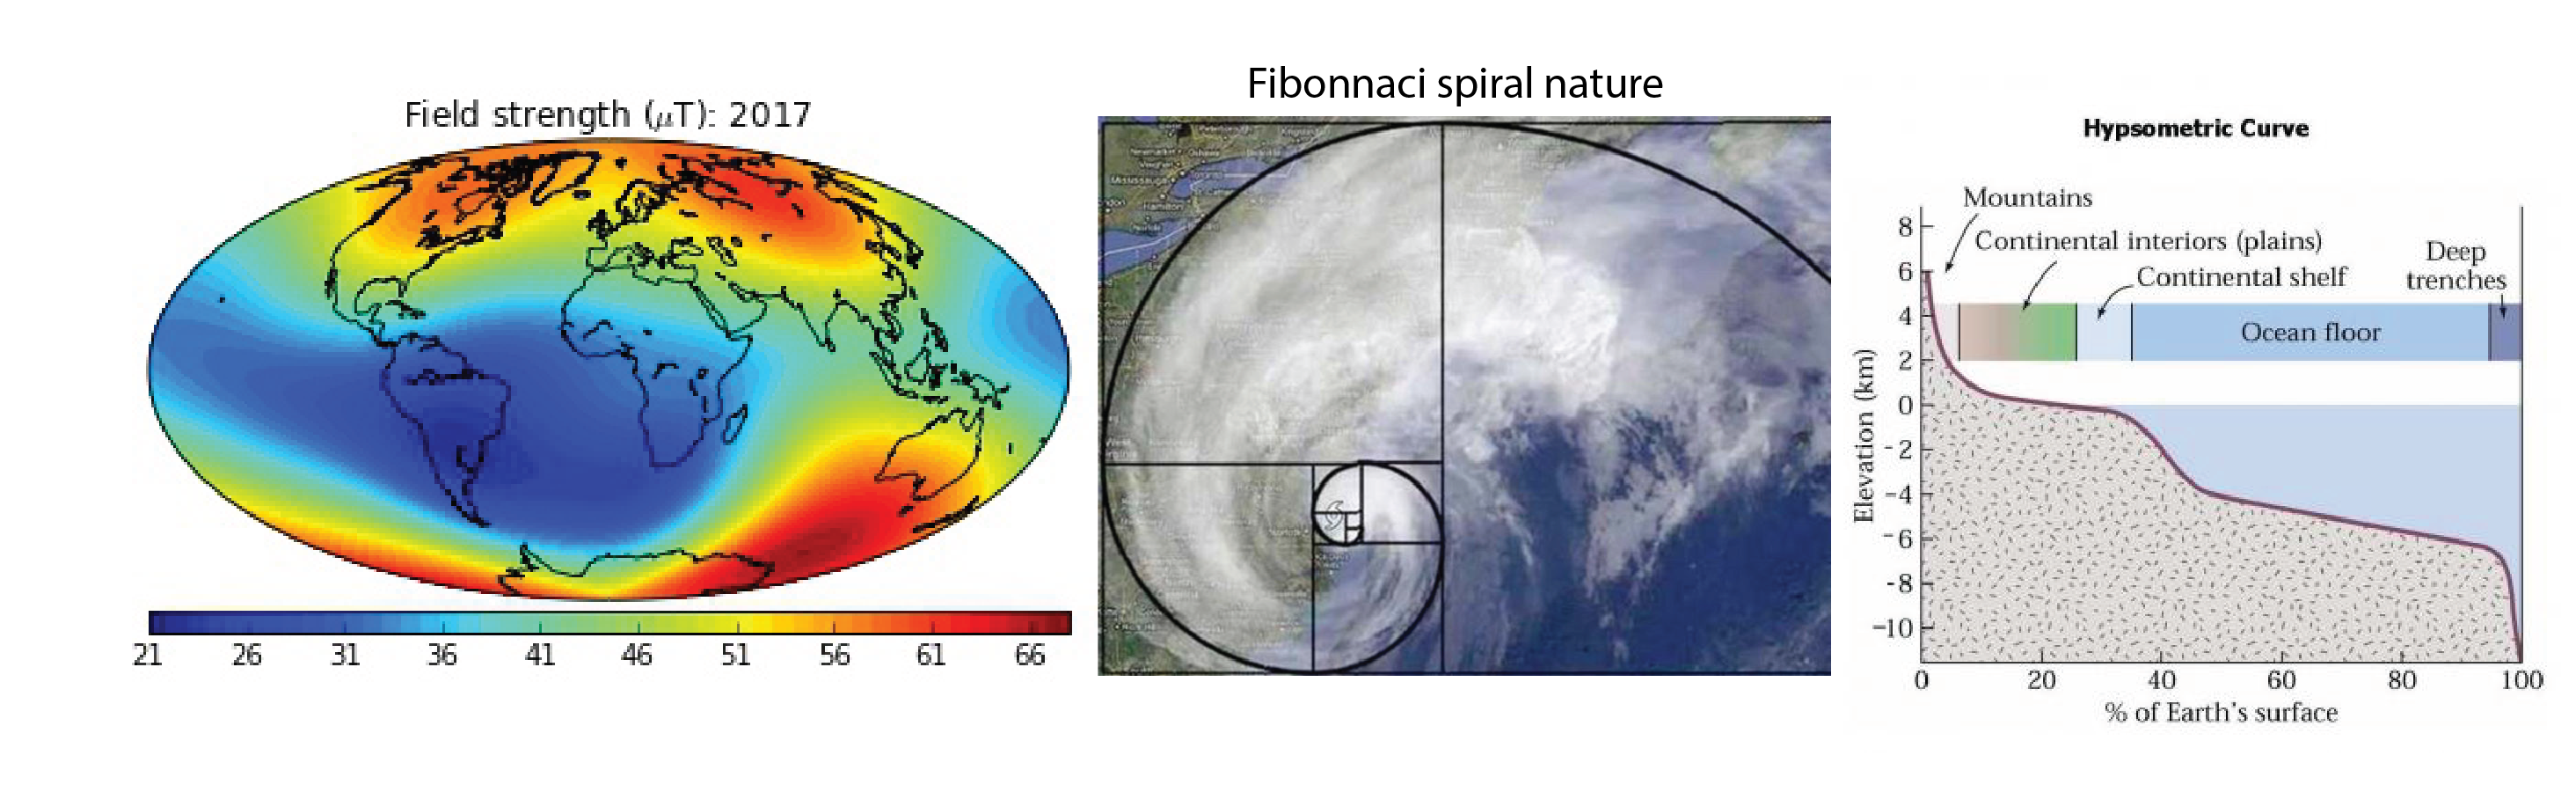 Field strength (μT): 2017
21 26 31 36 41 46 51 56 61 66
Fibonnaci spiral nature
Hypsometric Curve
Mountains
Continental interiors (plains)
Continental shelf
Deep
trenches
Ocean floor
Elevation (km)
8
6
4
2
0
-2
-4
-6
-8
-10
0 20 40 60 80 100
% of Earth's surface